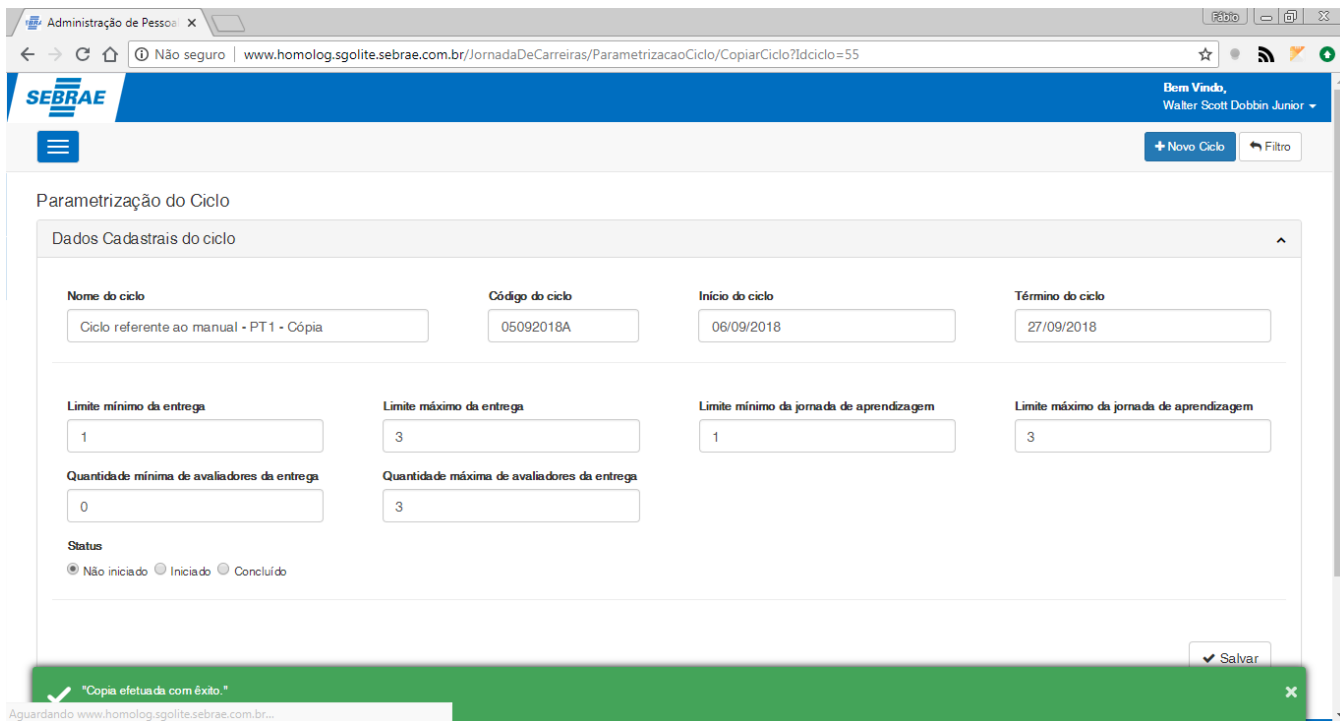 Administração de Pessoal
Fábio
Não seguro | www.homolog.sgolite.sebrae.com.br/JornadaDeCarreiras/ParametrizacaoCiclo/CopiarCiclo?Idciclo=55
SEBRAE
Bem Vindo,
Walter Scott Dobbin Junior
+ Novo Ciclo Filtro
Parametrização do Ciclo
Dados Cadastrais do ciclo
Nome do ciclo Código do ciclo Início do ciclo Término do ciclo
Ciclo referente ao manual - PT1 - Cópia 05092018A 06/09/2018 27/09/2018
Limite mínimo da entrega Limite máximo da entrega Limite mínimo da jornada de aprendizagem Limite máximo da jornada de aprendizagem
1 3 1 3
Quantidade mínima de avaliadores da entrega Quantidade máxima de avaliadores da entrega
0 3
Status
Não iniciado Iniciado Concluído
Salvar
"Copia efetuada com êxito."
Aguardando www.homolog.sgolite.sebrae.com.br...